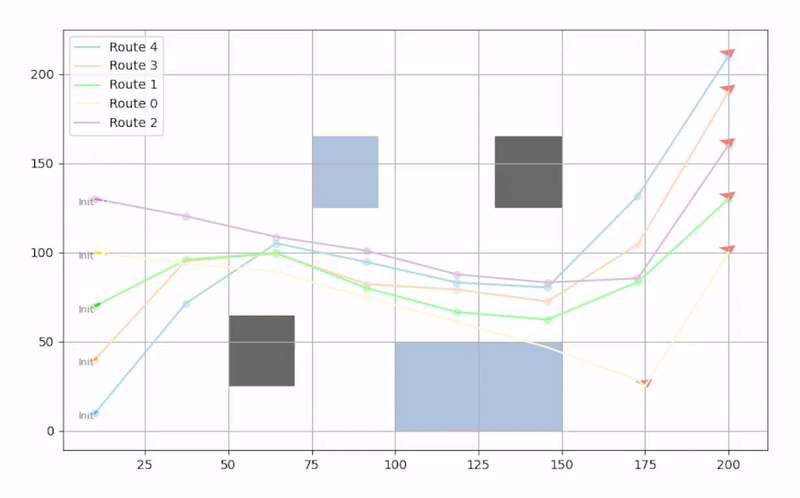 Route 4
Route 3
Route 1
Route 0
Route 2
200
150
100
50
0
Init
Init
Init
Init
Init
25
50
75
100
125
150
175
200